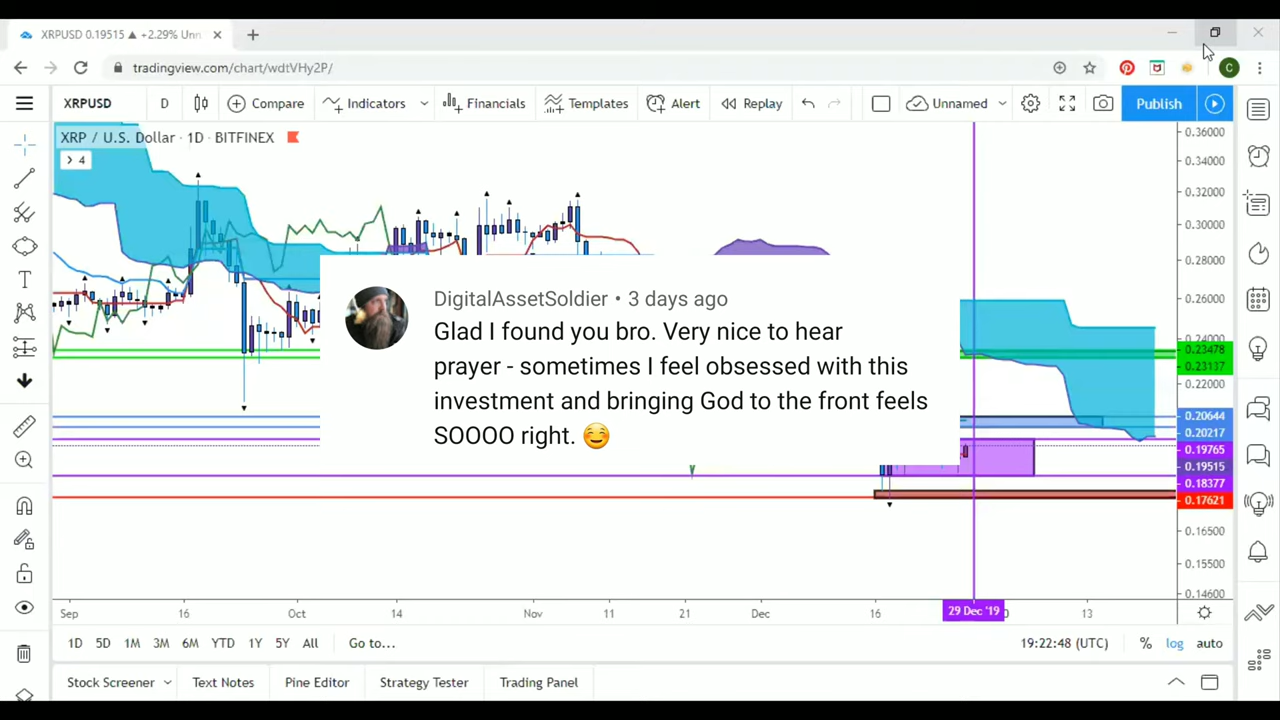 XRPUSD 0.19515 ▲ +2.29% Unn
tradingview.com/chart/wdtVHy2P/
C
XRPUSD D Compare Indicators Financials Templates Alert Replay Unnamed Publish
XRP / U.S. Dollar · 1D · BITFINEX
4
DigitalAssetSoldier • 3 days ago
Glad I found you bro. Very nice to hear
prayer - sometimes I feel obsessed with this
investment and bringing God to the front feels
SOOOO right. ☺️
0.36000
0.34000
0.32000
0.30000
0.28000
0.26000
0.24000
0.23478
0.23137
0.22000
0.20644
0.20217
0.19765
0.19515
0.18377
0.17621
0.16500
0.15500
0.14600
Sep 16 Oct 14 Nov 11 21 Dec 16 29 Dec '19 13
1D 5D 1M 3M 6M YTD 1Y 5Y All Go to... 19:22:48 (UTC) % log auto
Stock Screener Text Notes Pine Editor Strategy Tester Trading Panel